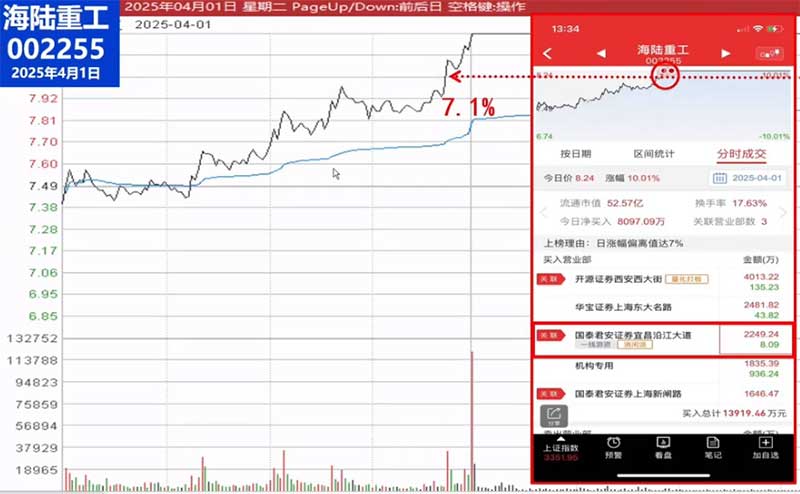 海陆重工
002255
2025年4月1日
2025年04月01日 星期二 PageUp/Down:前后日 空格键:操作
2025-04-01
7.92
7.81
7.70
7.60
7.49
7.38
7.28
7.17
7.06
6.95
6.85
132752
113788
94823
75859
56894
37929
18965
7.1%
13:34
海陆重工
002255
8.24
10.01%
6.74
-10.01%
按日期 区间统计 分时成交
今日价 8.24 涨幅 10.01% 2025-04-01
流通市值 52.57亿 换手率 17.63%
今日净买入 8097.09万 关联营业部数 3
上榜理由：日涨幅偏离值达7%
买入营业部 金额(万)
关联 开源证券西安西大街 量化打板 4013.22
135.23
华宝证券上海东大名路 2481.82
43.82
关联 国泰君安证券宜昌沿江大道 2249.24
一线游资 8.09
机构专用 1835.39
936.24
关联 国泰君安证券上海新闸路 1646.47
分享
买入总计 13919.46 万元
卖出营业部 金额(万)
上证指数
3351.95
预警
看盘
笔记
加自选